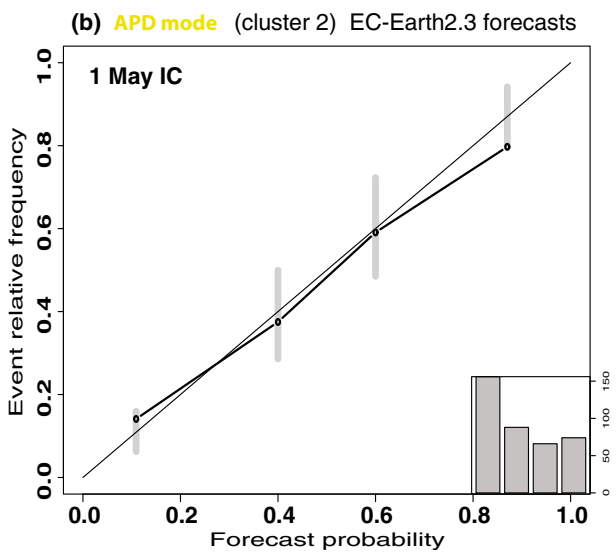 (b) APD mode (cluster 2) EC-Earth2.3 forecasts
1 May IC
Event relative frequency
1.0
0.8
0.6
0.4
0.2
0.0
150
100
50
0
0.0 0.2 0.4 0.6 0.8 1.0
Forecast probability